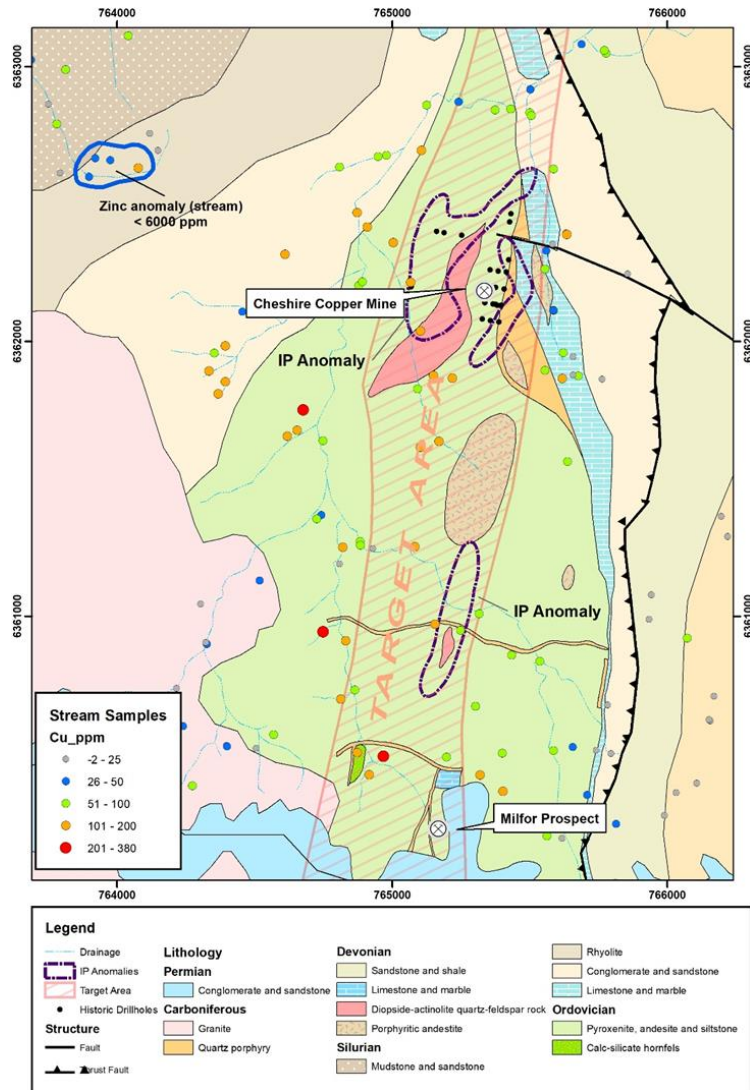 764000
765000
766000
6363000
6363000
Zinc anomaly (stream)
< 6000 ppm
Cheshire Copper Mine
6362000
6362000
IP Anomaly
TARGET AREA
6361000
6361000
IP Anomaly
Stream Samples
Cu_ppm
-2 - 25
26 - 50
51 - 100
101 - 200
201 - 380
Milfor Prospect
764000
765000
766000
Legend
Drainage
IP Anomalies
Target Area
Historic Drillholes
Structure
Fault
Thrust Fault
Lithology
Permian
Conglomerate and sandstone
Carboniferous
Granite
Quartz porphyry
Devonian
Sandstone and shale
Limestone and marble
Diopside-actinolite quartz-feldspar rock
Porphyritic andestite
Silurian
Mudstone and sandstone
Rhyolite
Conglomerate and sandstone
Limestone and marble
Ordovician
Pyroxenite, andesite and siltstone
Calc-silicate hornfels